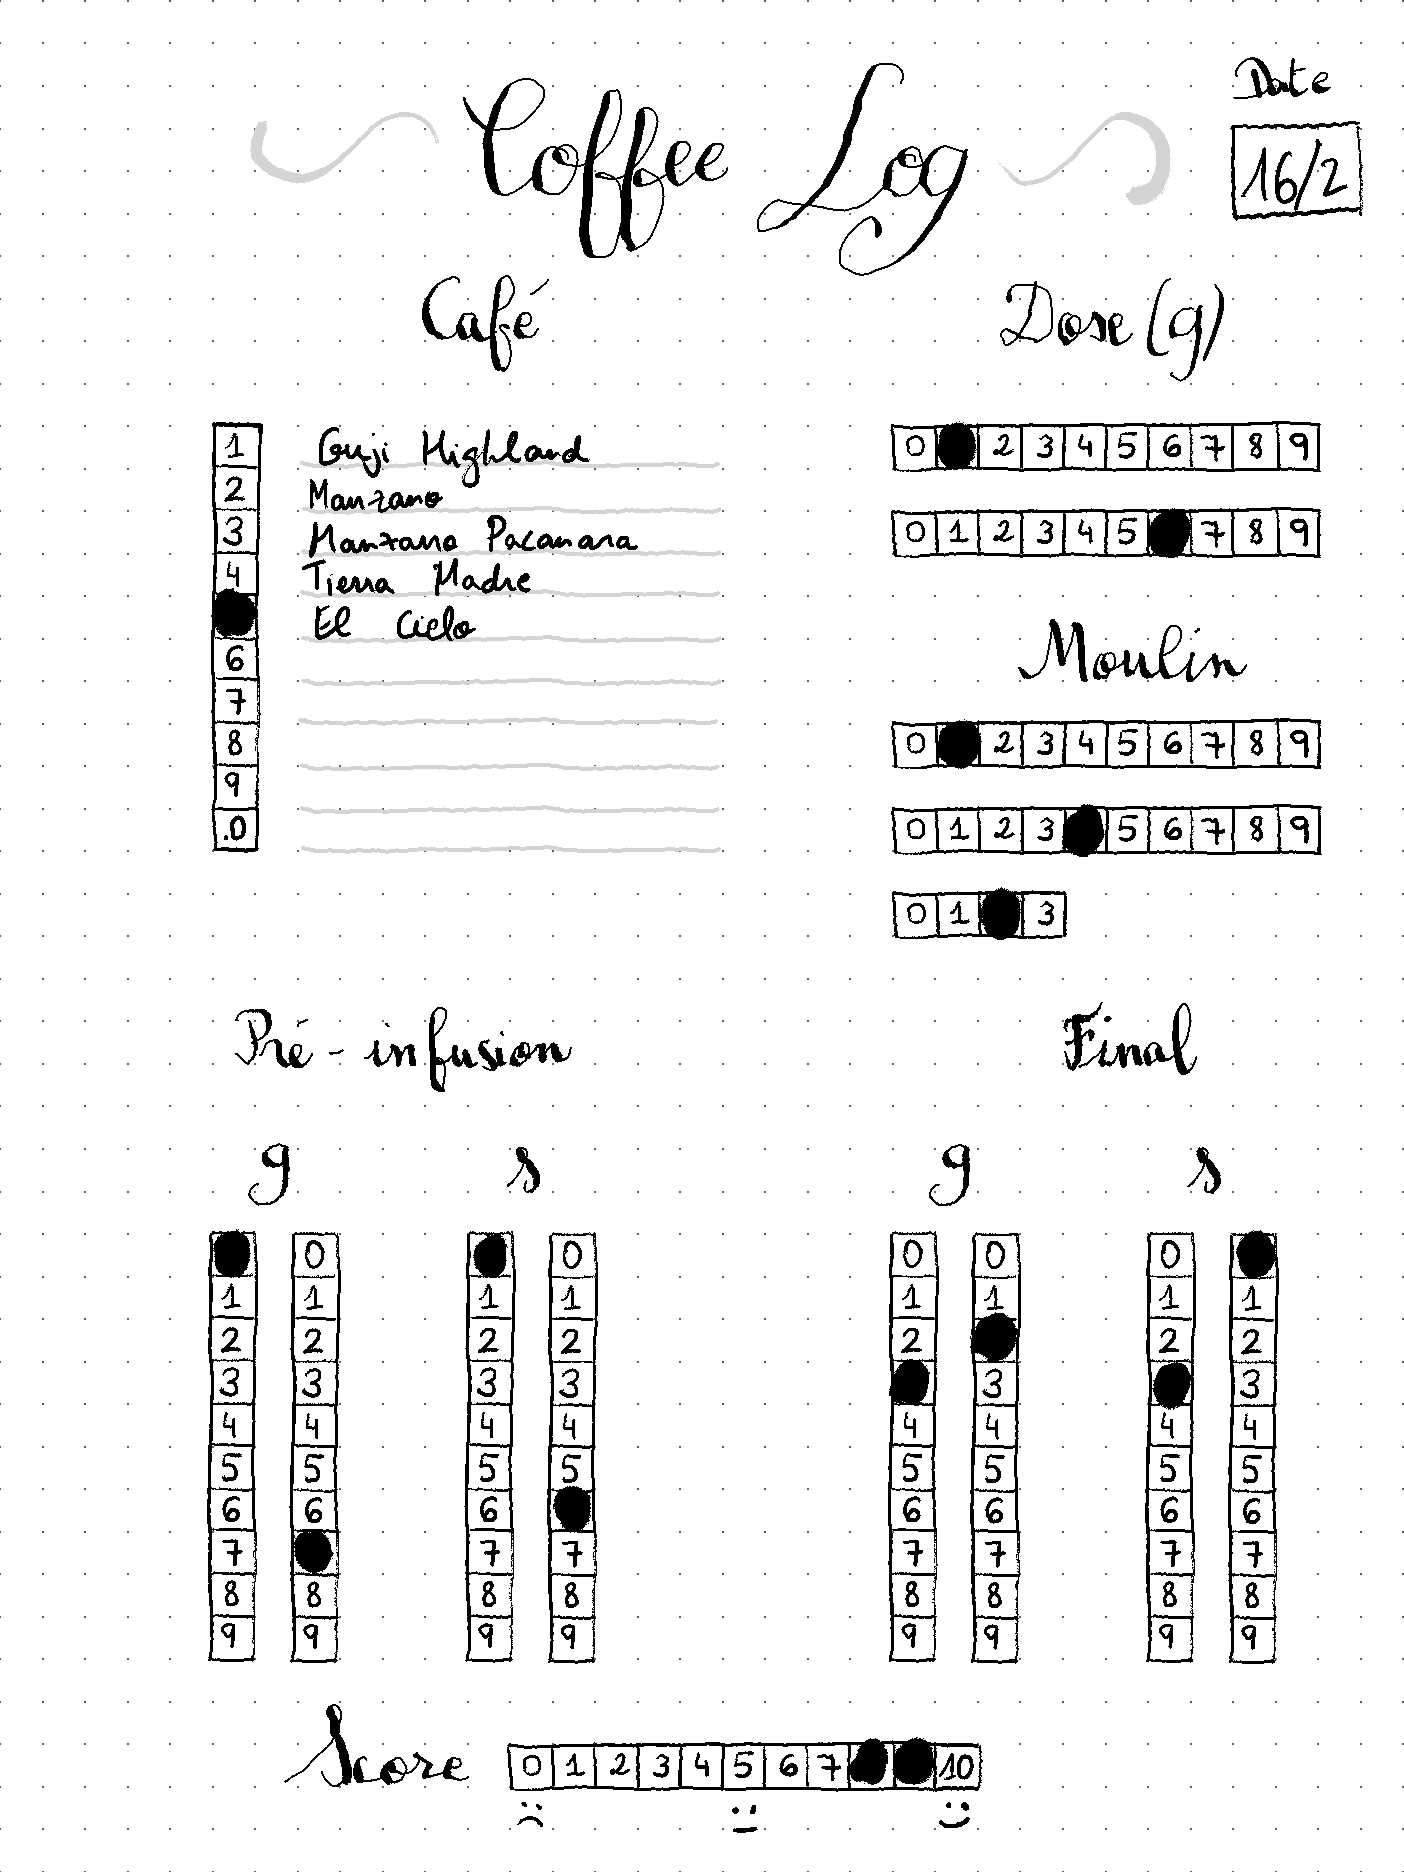 Coffee Log
Date
16/2
Café
1 Guji Highland
2 Manzano
3 Manzano Pacamara
4 Tierra Madre
El Cielo
6
7
8
9
.0
Dose (g)
0 2 3 4 5 6 7 8 9
0 1 2 3 4 5 7 8 9
Moulin
0 2 3 4 5 6 7 8 9
0 1 2 3 5 6 7 8 9
0 1 3
Pré-infusion
g s
0 0
1 1 1 1
2 2 2 2
3 3 3 3
4 4 4 4
5 5 5 5
6 6 6
7 7 7
8 8 8 8
9 9 9 9
Final
g s
0 0 0
1 1 1 1
2 2 2
3 3
4 4 4 4
5 5 5 5
6 6 6 6
7 7 7 7
8 8 8 8
9 9 9 9
Score 0 1 2 3 4 5 6 7 10